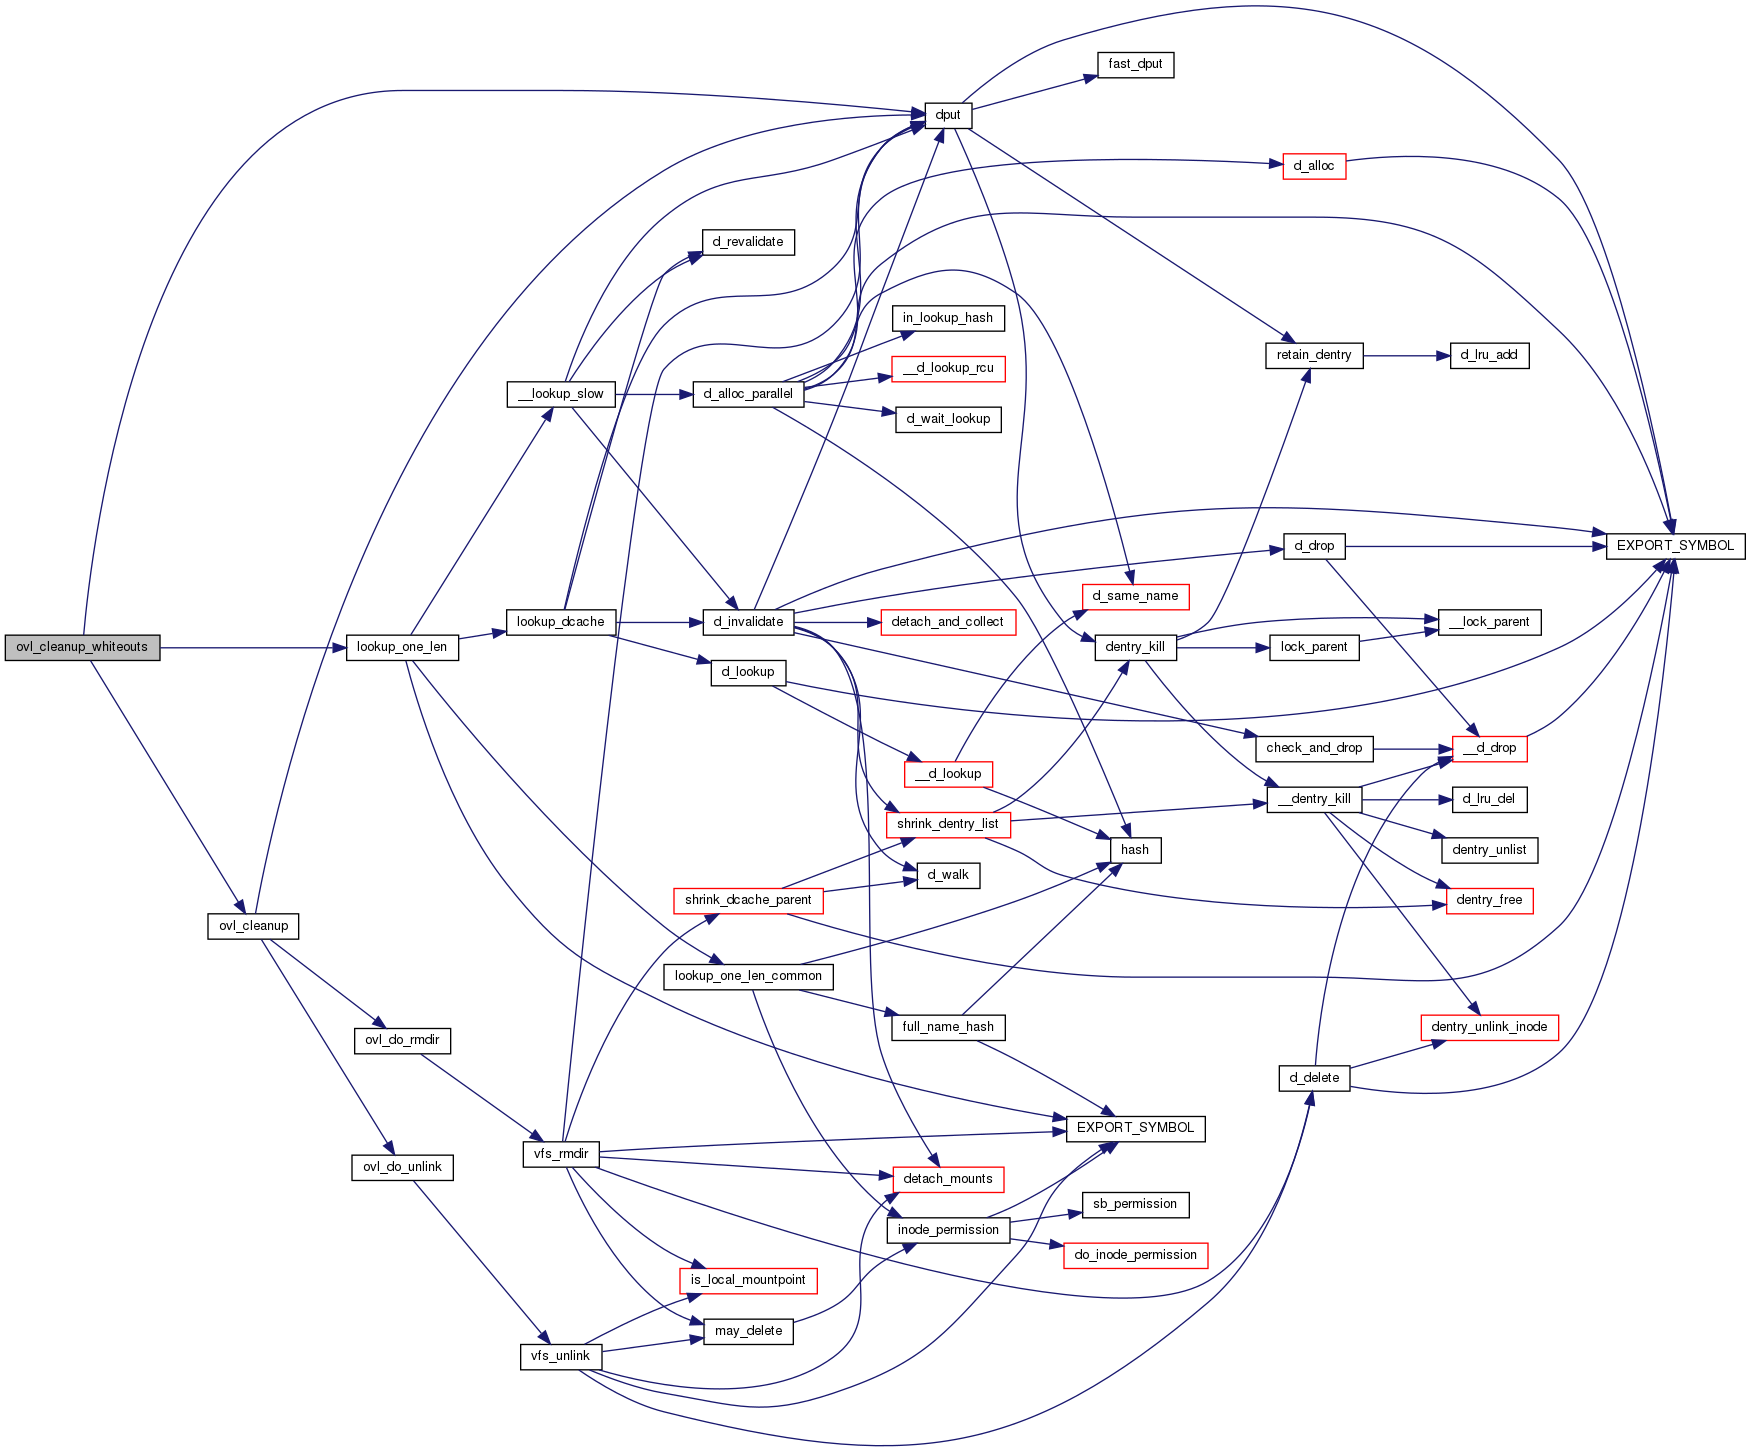 fast_dput
dput
d_alloc
d_revalidate
in_lookup_hash
retain_dentry
d_lru_add
__d_lookup_rcu
__lookup_slow
d_alloc_parallel
d_wait_lookup
d_drop
EXPORT_SYMBOL
d_same_name
lookup_dcache
d_invalidate
detach_and_collect
__lock_parent
ovl_cleanup_whiteouts
lookup_one_len
dentry_kill
lock_parent
d_lookup
check_and_drop
__d_drop
__d_lookup
__dentry_kill
d_lru_del
shrink_dentry_list
hash
dentry_unlist
d_walk
shrink_dcache_parent
dentry_free
ovl_cleanup
lookup_one_len_common
full_name_hash
dentry_unlink_inode
ovl_do_rmdir
d_delete
EXPORT_SYMBOL
vfs_rmdir
ovl_do_unlink
detach_mounts
sb_permission
inode_permission
do_inode_permission
is_local_mountpoint
may_delete
vfs_unlink